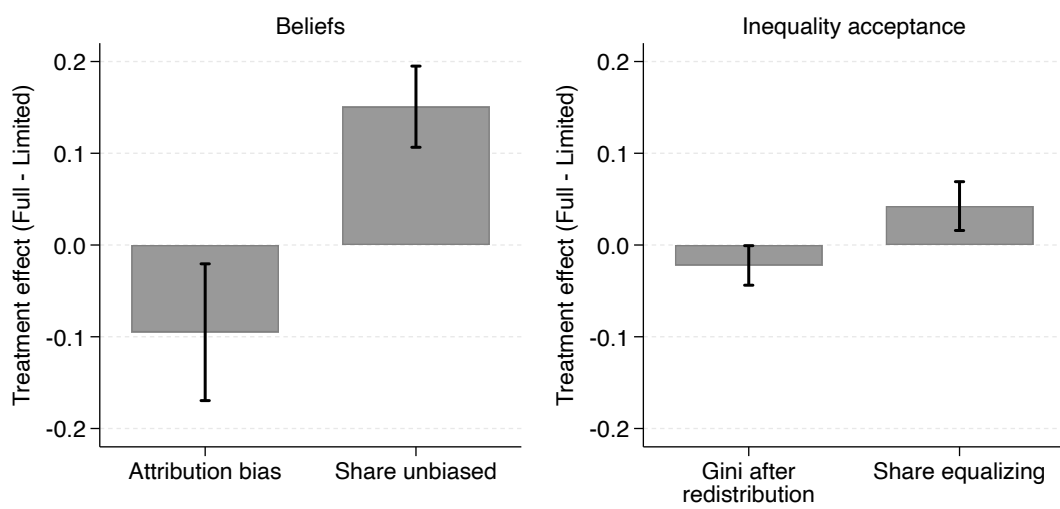 Beliefs
Treatment effect (Full - Limited)
0.2
0.1
0.0
-0.1
-0.2
Attribution bias
Share unbiased
Inequality acceptance
Treatment effect (Full - Limited)
0.2
0.1
0.0
-0.1
-0.2
Gini after
redistribution
Share equalizing